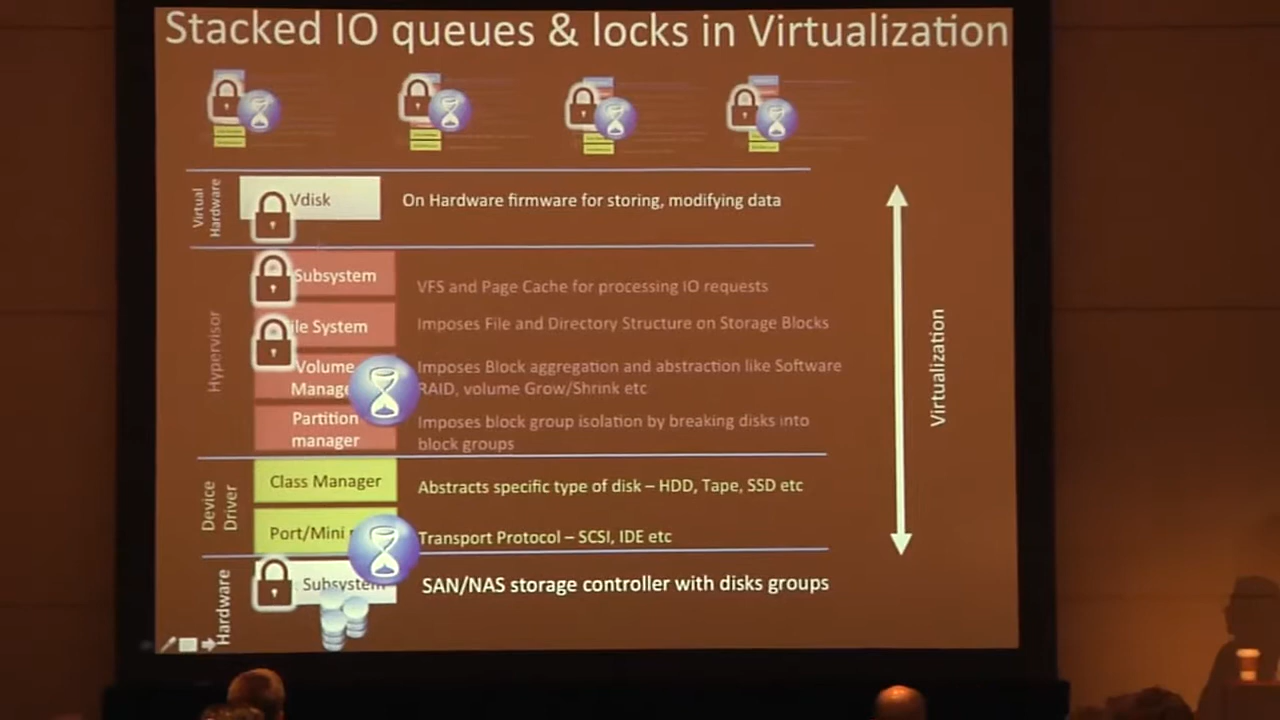 Stacked IO queues & locks in Virtualization
Virtual
Hardware
Vdisk
On Hardware firmware for storing, modifying data
Hypervisor
Subsystem
VFS and Page Cache for processing IO requests
ile System
Imposes File and Directory Structure on Storage Blocks
Volume
Manage
Imposes Block aggregation and abstraction like Software
RAID, volume Grow/Shrink etc
Partition
manager
Imposes block group isolation by breaking disks into
block groups
Virtualization
Device
Driver
Class Manager
Abstracts specific type of disk – HDD, Tape, SSD etc
Port/Mini
Transport Protocol – SCSI, IDE etc
Hardware
Subsystem
SAN/NAS storage controller with disks groups